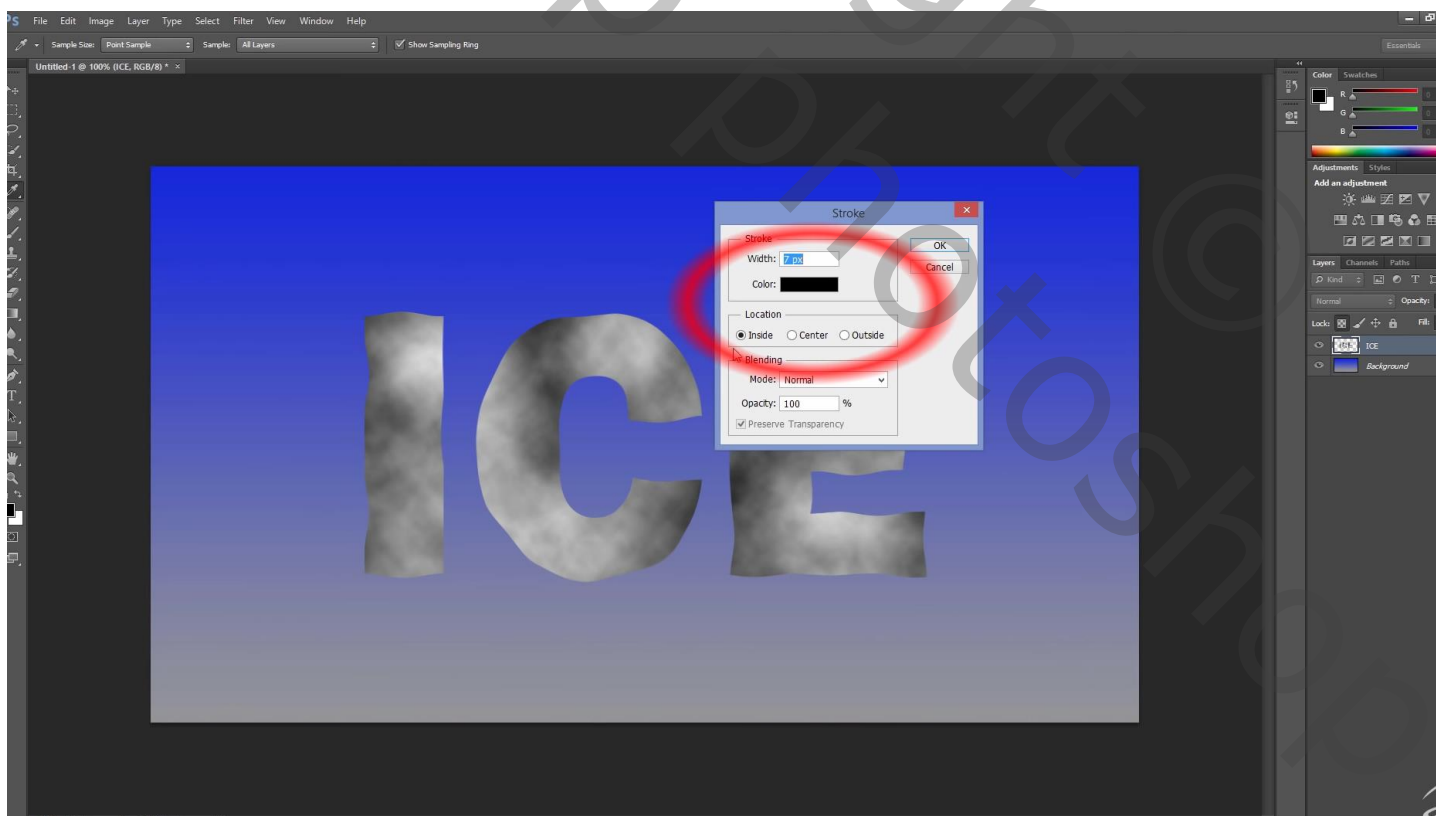 PS File Edit Image Layer Type Select Filter View Window Help
Sample Size: Point Sample Sample: All Layers Show Sampling Ring Essentials
Untitled-1 @ 100% (ICE, RGB/8) * ×
Color Swatches
R
G
B
Adjustments Styles
Add an adjustment
Layers Channels Paths
Kind
Normal Opacity:
Lock: Fill:
ICE
Background
Stroke
Stroke
Width: 7 px
Color:
OK
Cancel
Location
Inside Center Outside
Blending
Mode: Normal
Opacity: 100 %
Preserve Transparency
ICE
photoshop
©